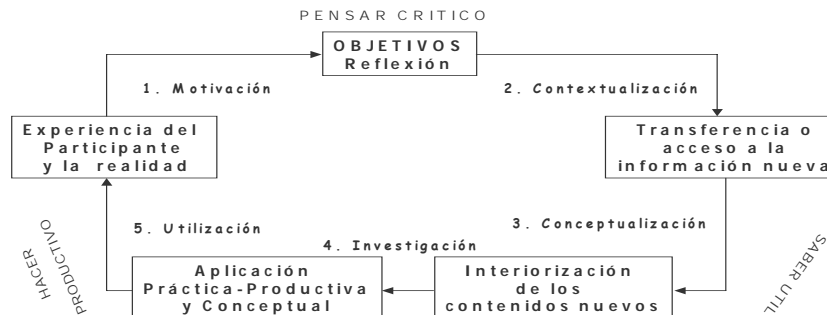 PENSAR CRITICO
OBJETIVOS
Reflexión
1. Motivación
2. Contextualización
Experiencia del
Participante
y la realidad
Transferencia o
acceso a la
información nueva
5. Utilización
3. Conceptualización
4. Investigación
HACER
PRODUCTIVO
SABER UTIL
Aplicación
Práctica-Productiva
y Conceptual
Interiorización
de los
contenidos nuevos